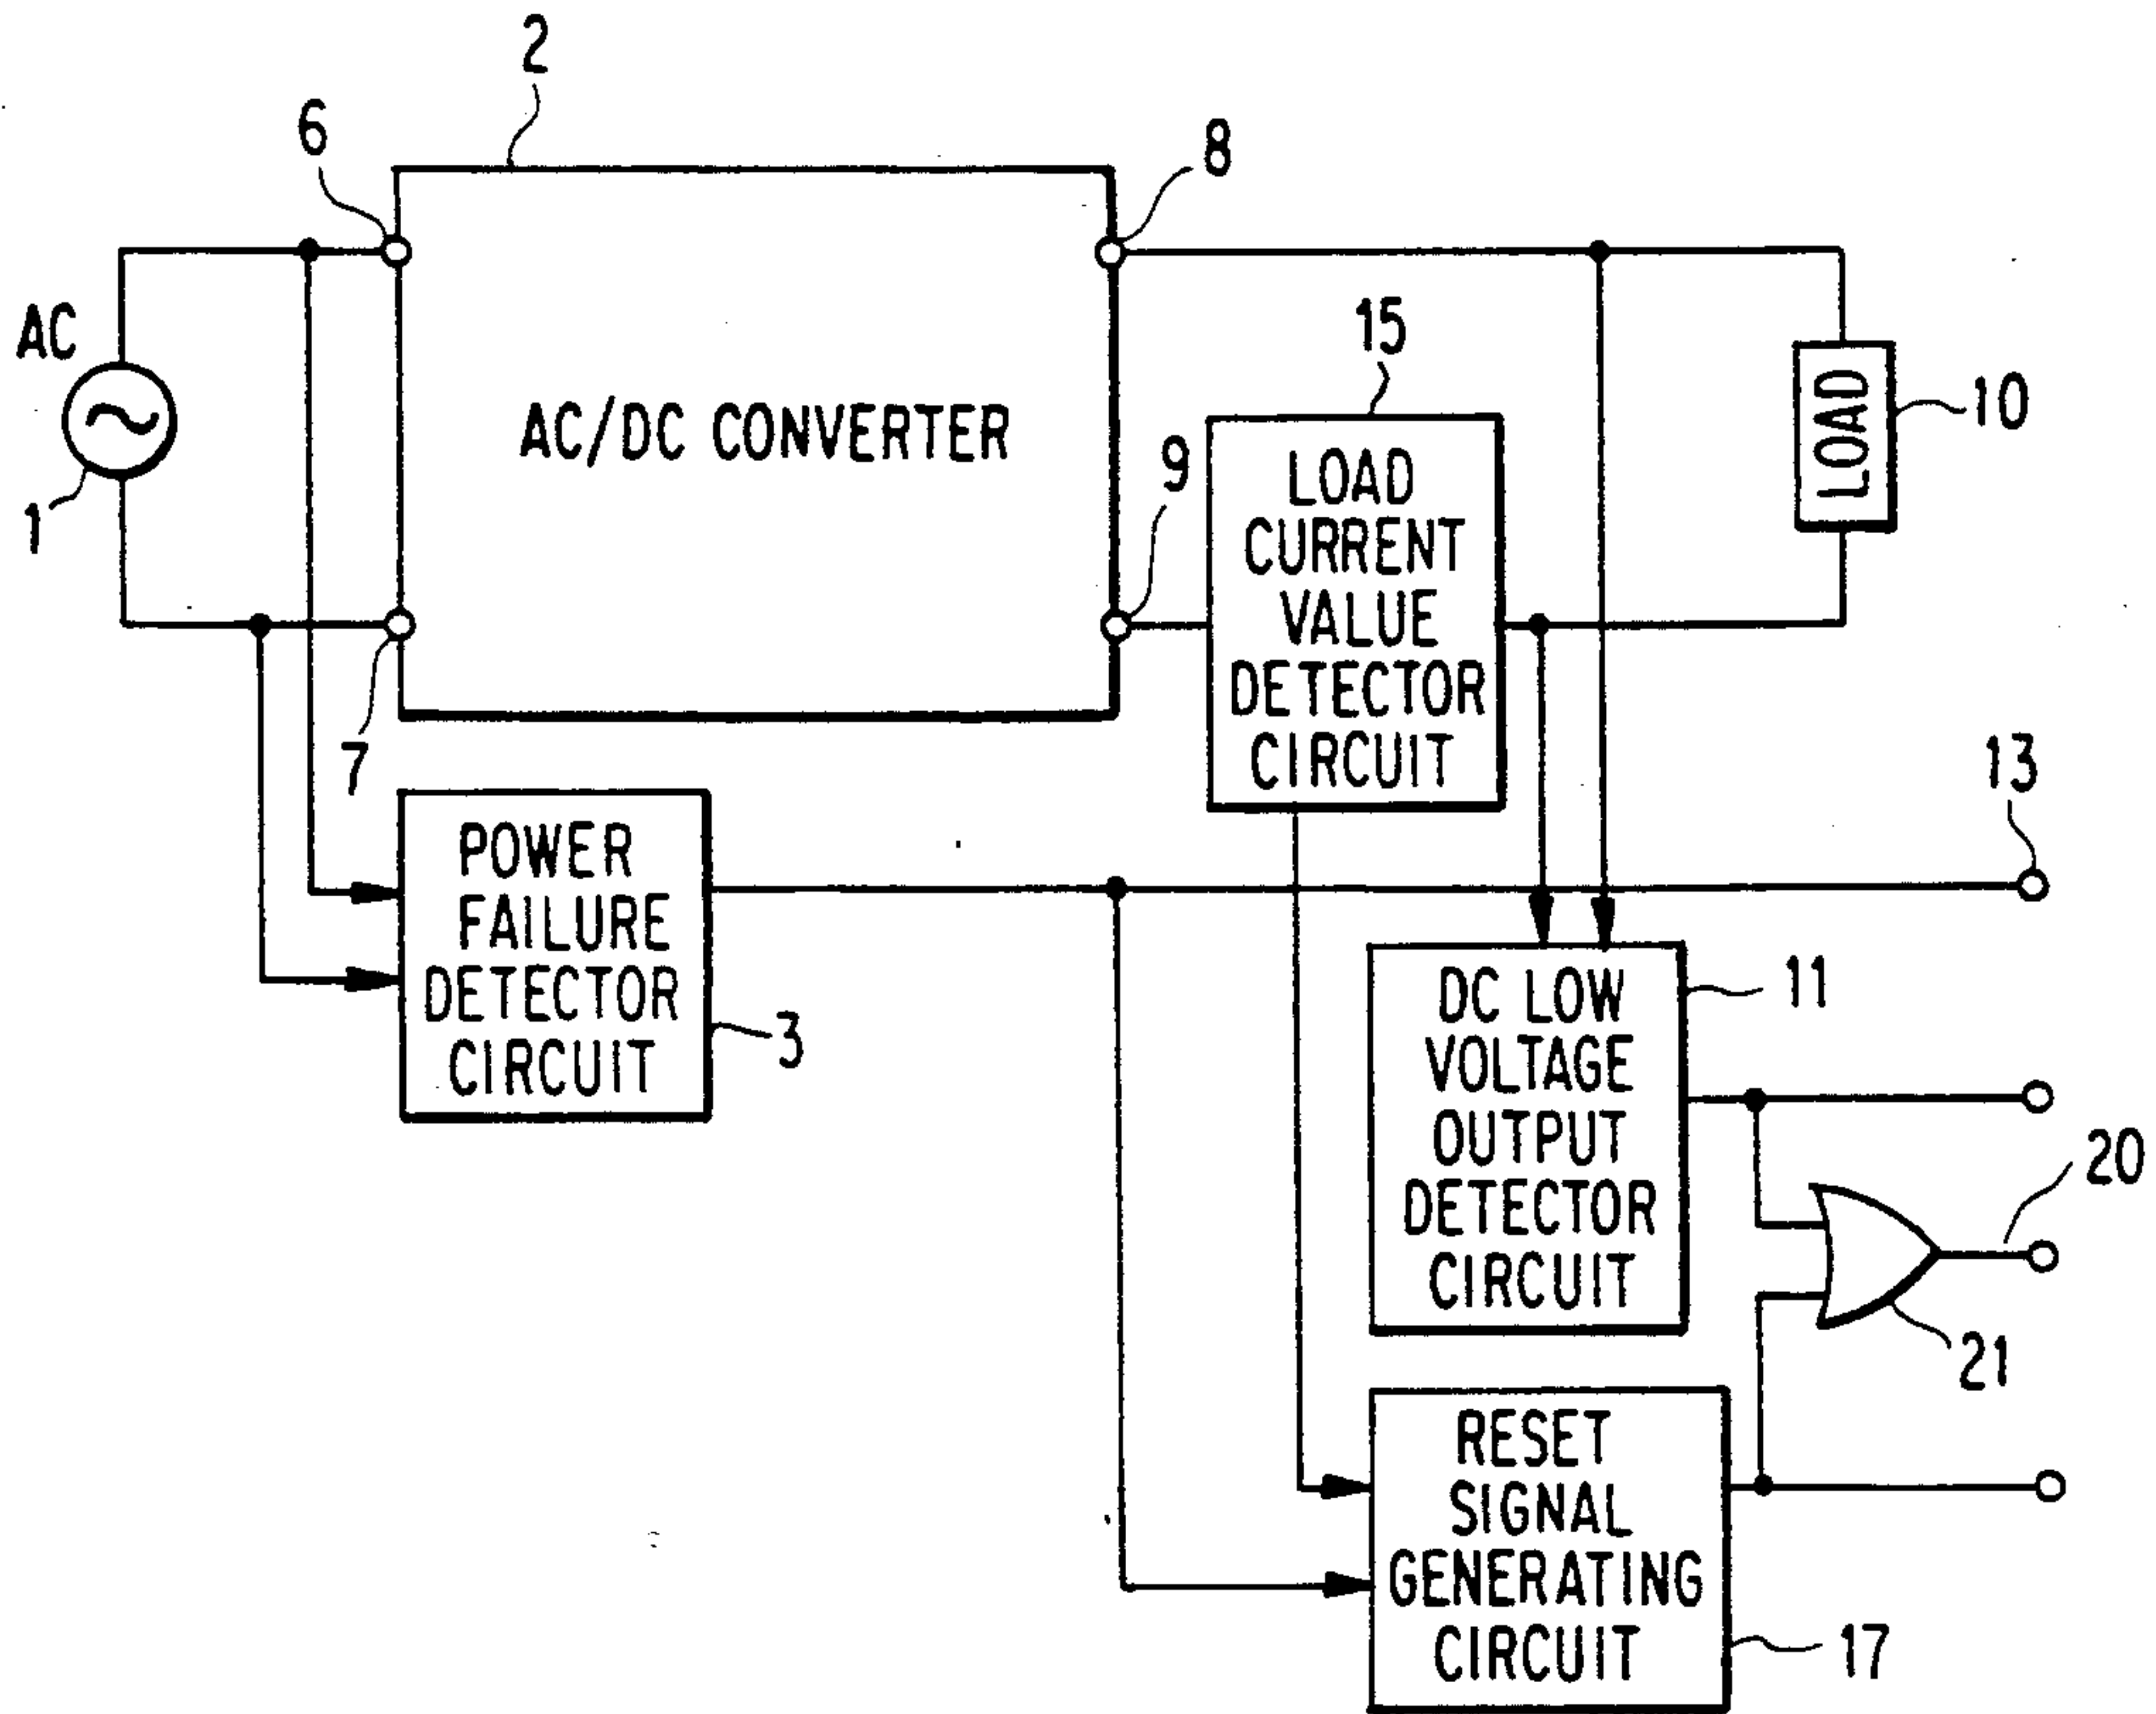 2
6
8
AC
15
AC/DC CONVERTER
LOAD
10
9
1
LOAD
CURRENT
VALUE
DETECTOR
CIRCUIT
7
13
POWER
FAILURE
DETECTOR
CIRCUIT
3
DC LOW
VOLTAGE
OUTPUT
DETECTOR
CIRCUIT
11
20
21
RESET
SIGNAL
GENERATING
CIRCUIT
17